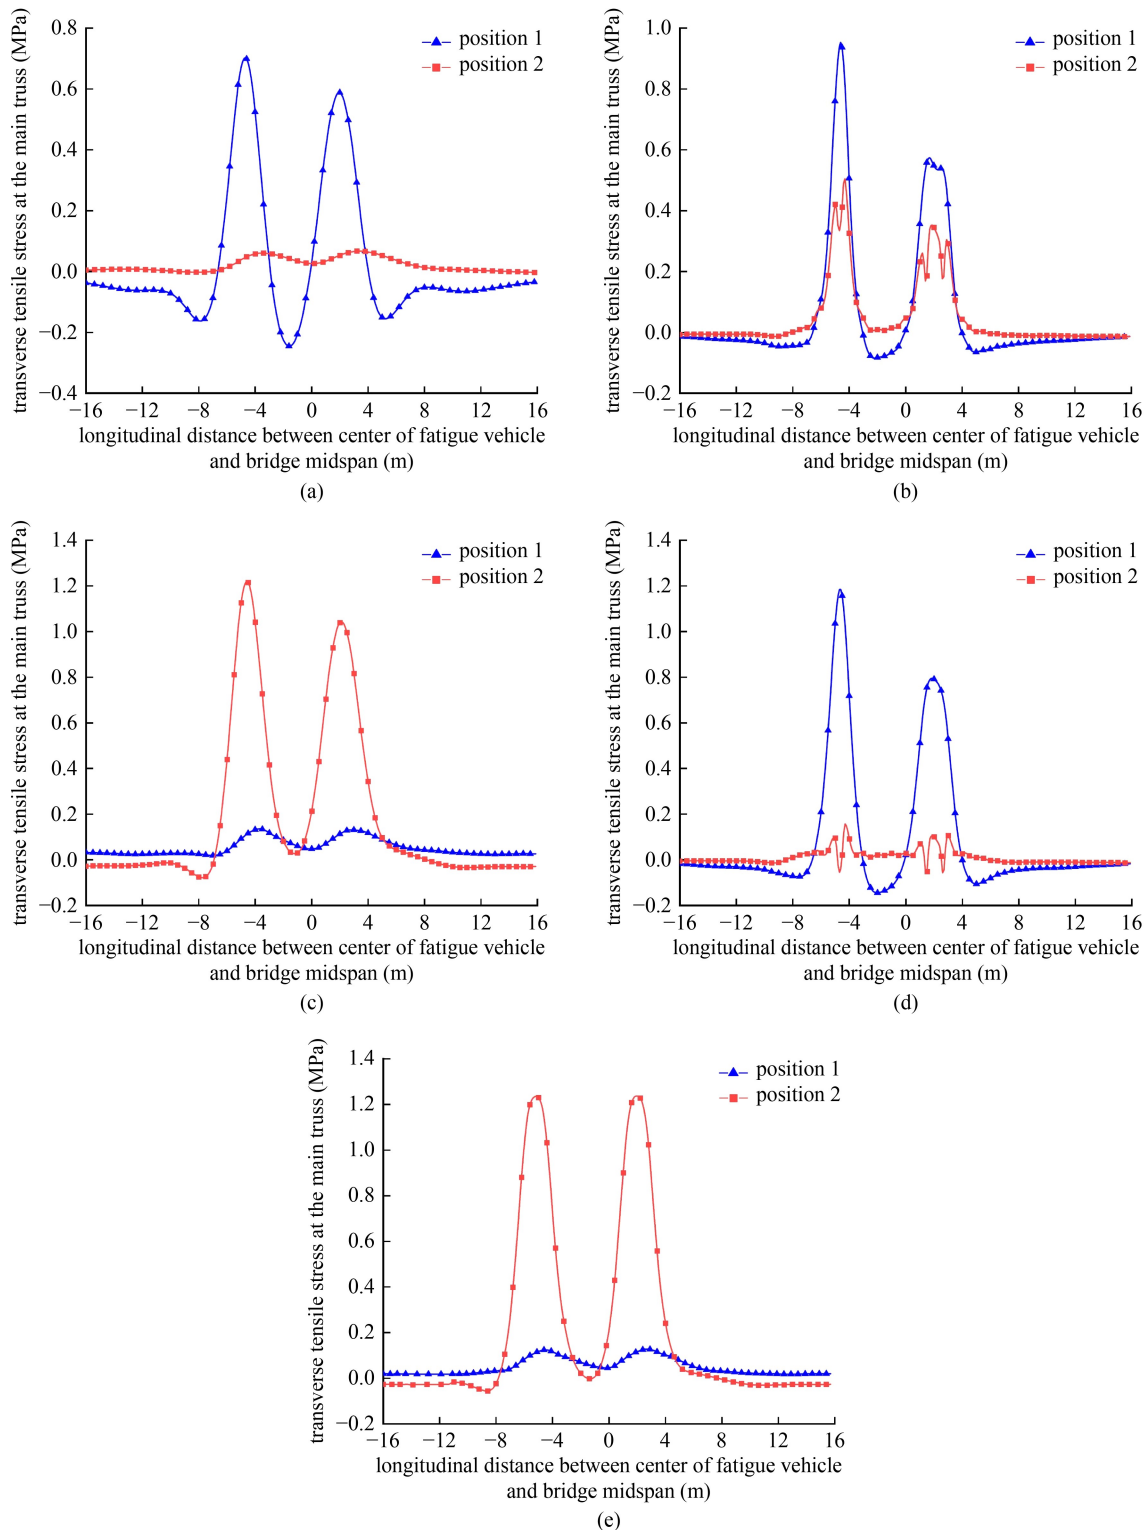 transverse tensile stress at the main truss (MPa)
0.8
0.6
0.4
0.2
0.0
−0.2
−0.4
position 1
position 2
−16 −12 −8 −4 0 4 8 12 16
longitudinal distance between center of fatigue vehicle
and bridge midspan (m)
(a)
transverse tensile stress at the main truss (MPa)
1.0
0.8
0.6
0.4
0.2
0.0
−0.2
position 1
position 2
−16 −12 −8 −4 0 4 8 12 16
longitudinal distance between center of fatigue vehicle
and bridge midspan (m)
(b)
transverse tensile stress at the main truss (MPa)
1.4
1.2
1.0
0.8
0.6
0.4
0.2
0.0
−0.2
position 1
position 2
−16 −12 −8 −4 0 4 8 12 16
longitudinal distance between center of fatigue vehicle
and bridge midspan (m)
(c)
transverse tensile stress at the main truss (MPa)
1.4
1.2
1.0
0.8
0.6
0.4
0.2
0.0
−0.2
position 1
position 2
−16 −12 −8 −4 0 4 8 12 16
longitudinal distance between center of fatigue vehicle
and bridge midspan (m)
(d)
transverse tensile stress at the main truss (MPa)
1.4
1.2
1.0
0.8
0.6
0.4
0.2
0.0
−0.2
position 1
position 2
−16 −12 −8 −4 0 4 8 12 16
longitudinal distance between center of fatigue vehicle
and bridge midspan (m)
(e)